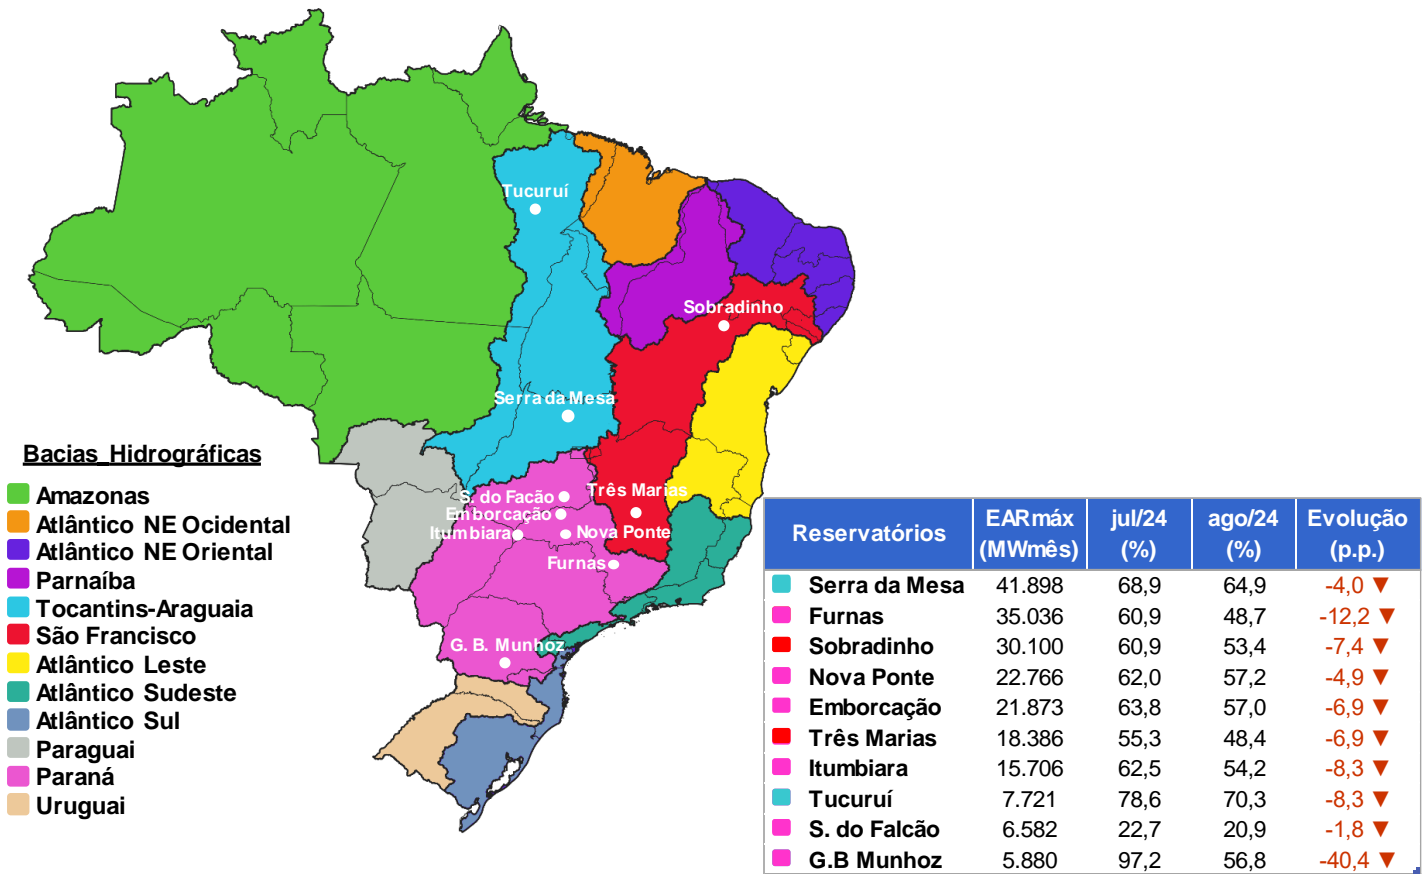 Tucuruí
Sobradinho
Serra da Mesa
S. do Facão
Três Marias
Emborcação
Itumbiara
Nova Ponte
Furnas
G. B. Munhoz
Bacias_Hidrográficas
Amazonas
Atlântico NE Ocidental
Atlântico NE Oriental
Parnaíba
Tocantins-Araguaia
São Francisco
Atlântico Leste
Atlântico Sudeste
Atlântico Sul
Paraguai
Paraná
Uruguai
Reservatórios EARmáx (MWmês) jul/24 (%) ago/24 (%) Evolução (p.p.)
Serra da Mesa 41.898 68,9 64,9 -4,0 ▼
Furnas 35.036 60,9 48,7 -12,2 ▼
Sobradinho 30.100 60,9 53,4 -7,4 ▼
Nova Ponte 22.766 62,0 57,2 -4,9 ▼
Emborcação 21.873 63,8 57,0 -6,9 ▼
Três Marias 18.386 55,3 48,4 -6,9 ▼
Itumbiara 15.706 62,5 54,2 -8,3 ▼
Tucuruí 7.721 78,6 70,3 -8,3 ▼
S. do Falcão 6.582 22,7 20,9 -1,8 ▼
G.B Munhoz 5.880 97,2 56,8 -40,4 ▼